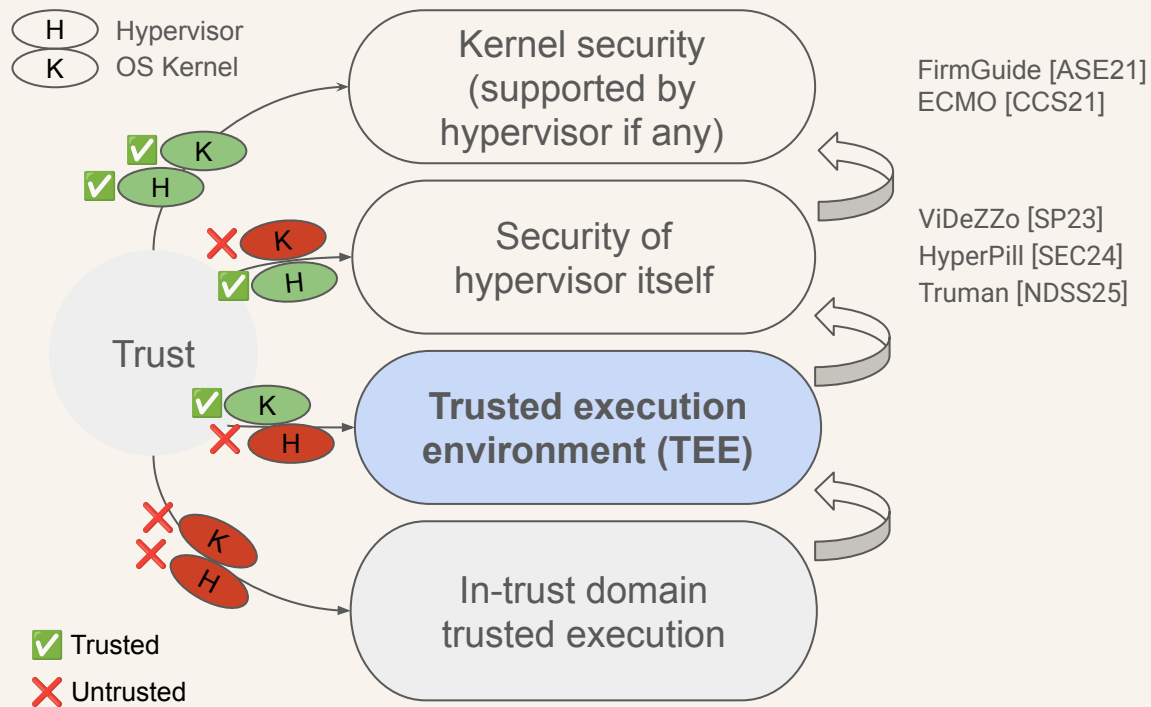 H Hypervisor
K OS Kernel
Kernel security
(supported by
hypervisor if any)
FirmGuide [ASE21]
ECMO [CCS21]
K
H
Security of
hypervisor itself
ViDeZZo [SP23]
HyperPill [SEC24]
Truman [NDSS25]
K
H
Trust
Trusted execution
environment (TEE)
K
H
In-trust domain
trusted execution
K
H
Trusted
Untrusted